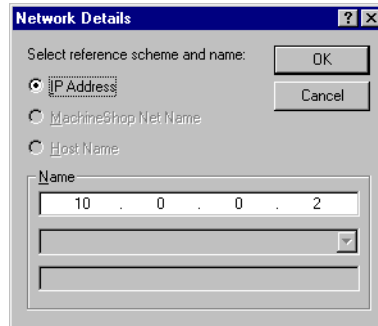 Network Details
Select reference scheme and name:
OK
IP Address
Cancel
MachineShop Net Name
Host Name
Name
10 . 0 . 0 . 2